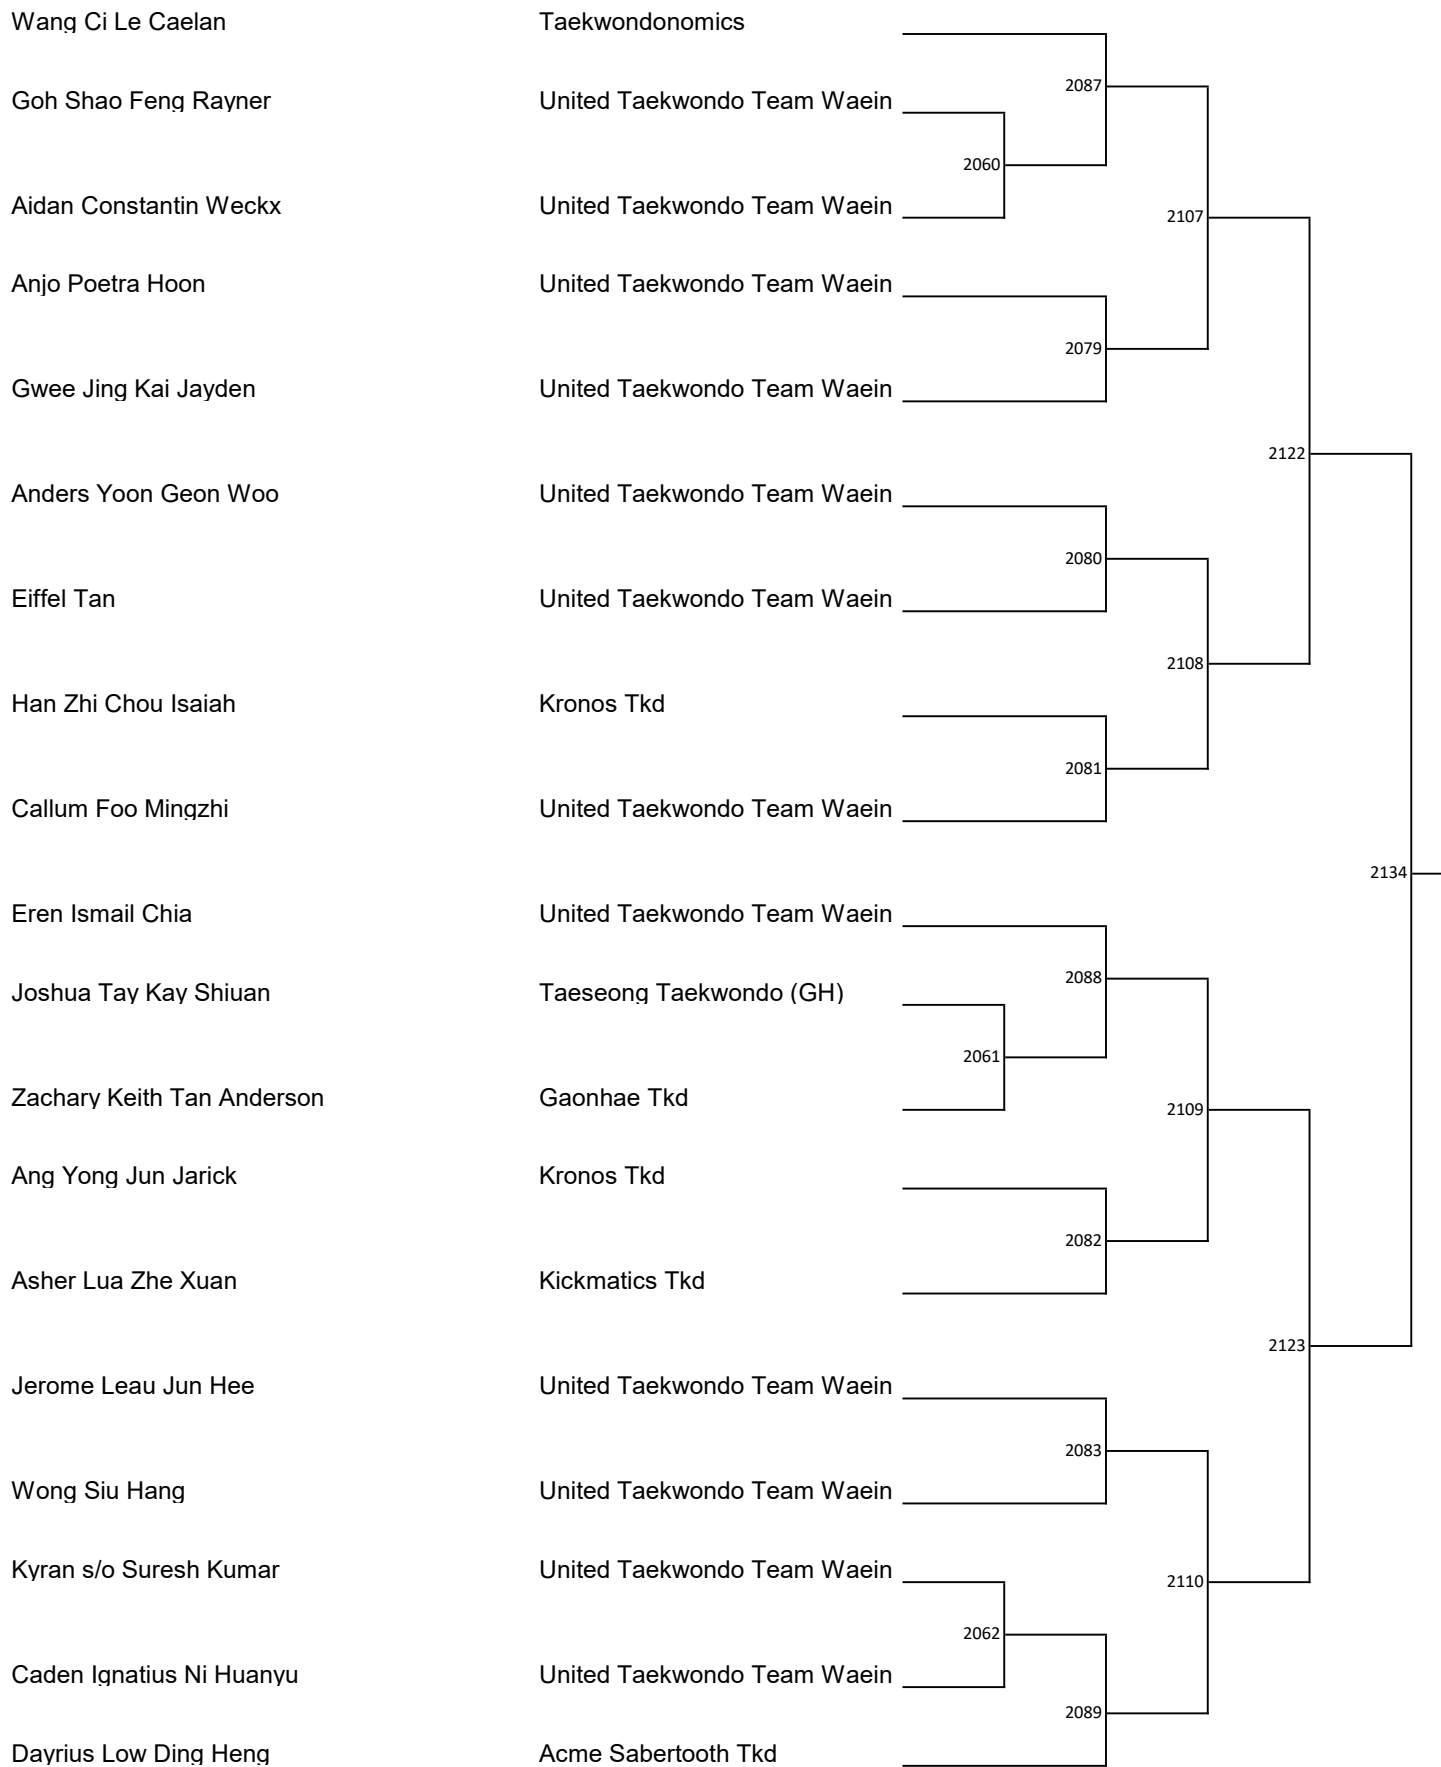 Wang Ci Le Caelan Taekwondonomics
2087
Goh Shao Feng Rayner United Taekwondo Team Waein
2060
Aidan Constantin Weckx United Taekwondo Team Waein
2107
Anjo Poetra Hoon United Taekwondo Team Waein
2079
Gwee Jing Kai Jayden United Taekwondo Team Waein
2122
Anders Yoon Geon Woo United Taekwondo Team Waein
2080
Eiffel Tan United Taekwondo Team Waein
2108
Han Zhi Chou Isaiah Kronos Tkd
2081
Callum Foo Mingzhi United Taekwondo Team Waein
2134
Eren Ismail Chia United Taekwondo Team Waein
2088
Joshua Tay Kay Shiuan Taeseong Taekwondo (GH)
2061
Zachary Keith Tan Anderson Gaonhae Tkd
2109
Ang Yong Jun Jarick Kronos Tkd
2082
Asher Lua Zhe Xuan Kickmatics Tkd
2123
Jerome Leau Jun Hee United Taekwondo Team Waein
2083
Wong Siu Hang United Taekwondo Team Waein
Kyran s/o Suresh Kumar United Taekwondo Team Waein
2110
2062
Caden Ignatius Ni Huanyu United Taekwondo Team Waein
2089
Dayrius Low Ding Heng Acme Sabertooth Tkd